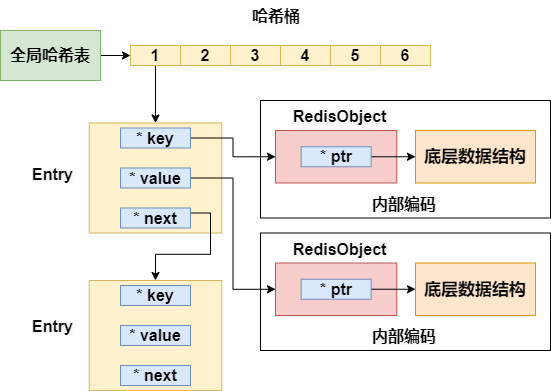 哈希桶
全局哈希表
1 2 3 4 5 6
Entry
* key
* value
* next
RedisObject
* ptr
底层数据结构
内部编码
RedisObject
* ptr
底层数据结构
内部编码
Entry
* key
* value
* next